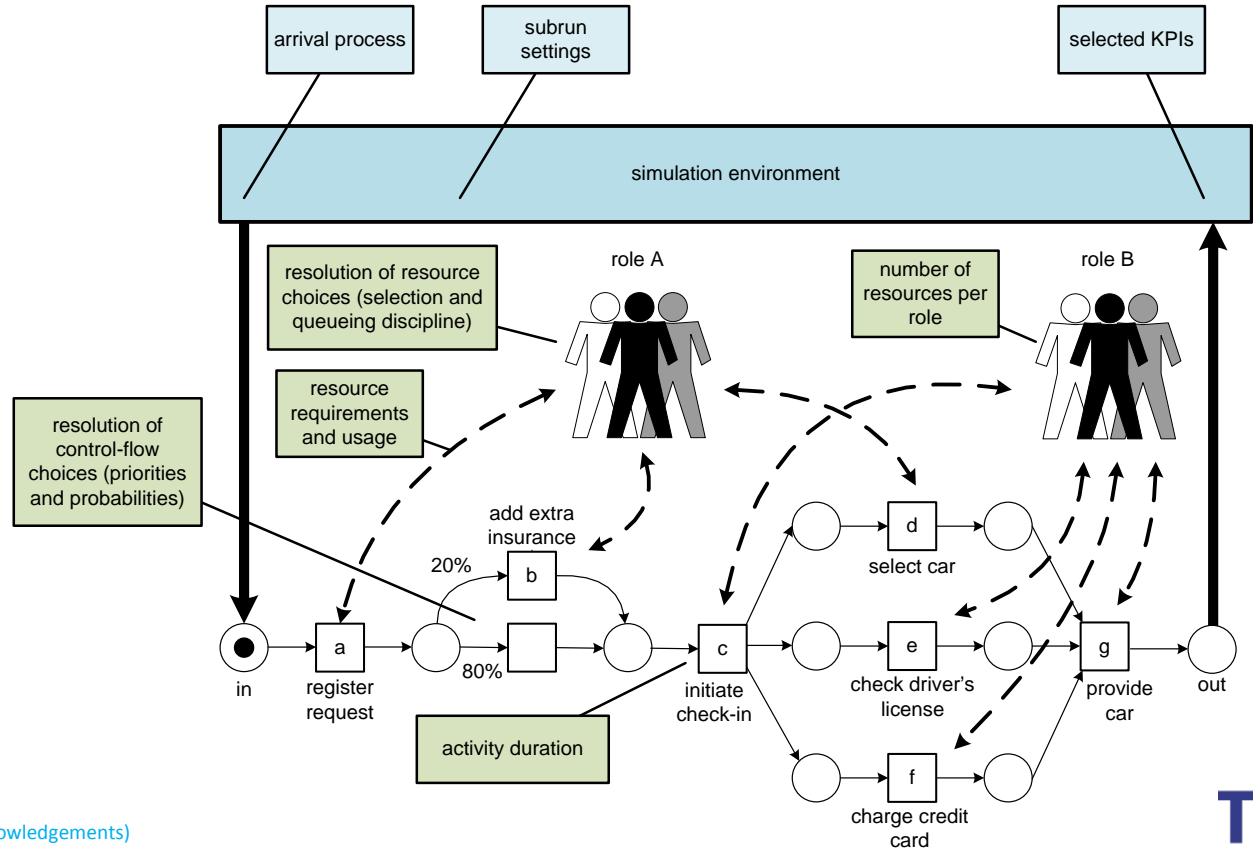 arrival process
subrun
settings
selected KPIs
simulation environment
resolution of resource
choices (selection and
queueing discipline)
role A
number of
resources per
role
role B
resource
requirements
and usage
resolution of
control-flow
choices (priorities
and probabilities)
add extra
insurance
20%
b
80%
in
a
register
request
c
initiate
check-in
d
select car
e
check driver's
license
f
charge credit
card
g
provide
car
out
activity duration
owledgements)
T